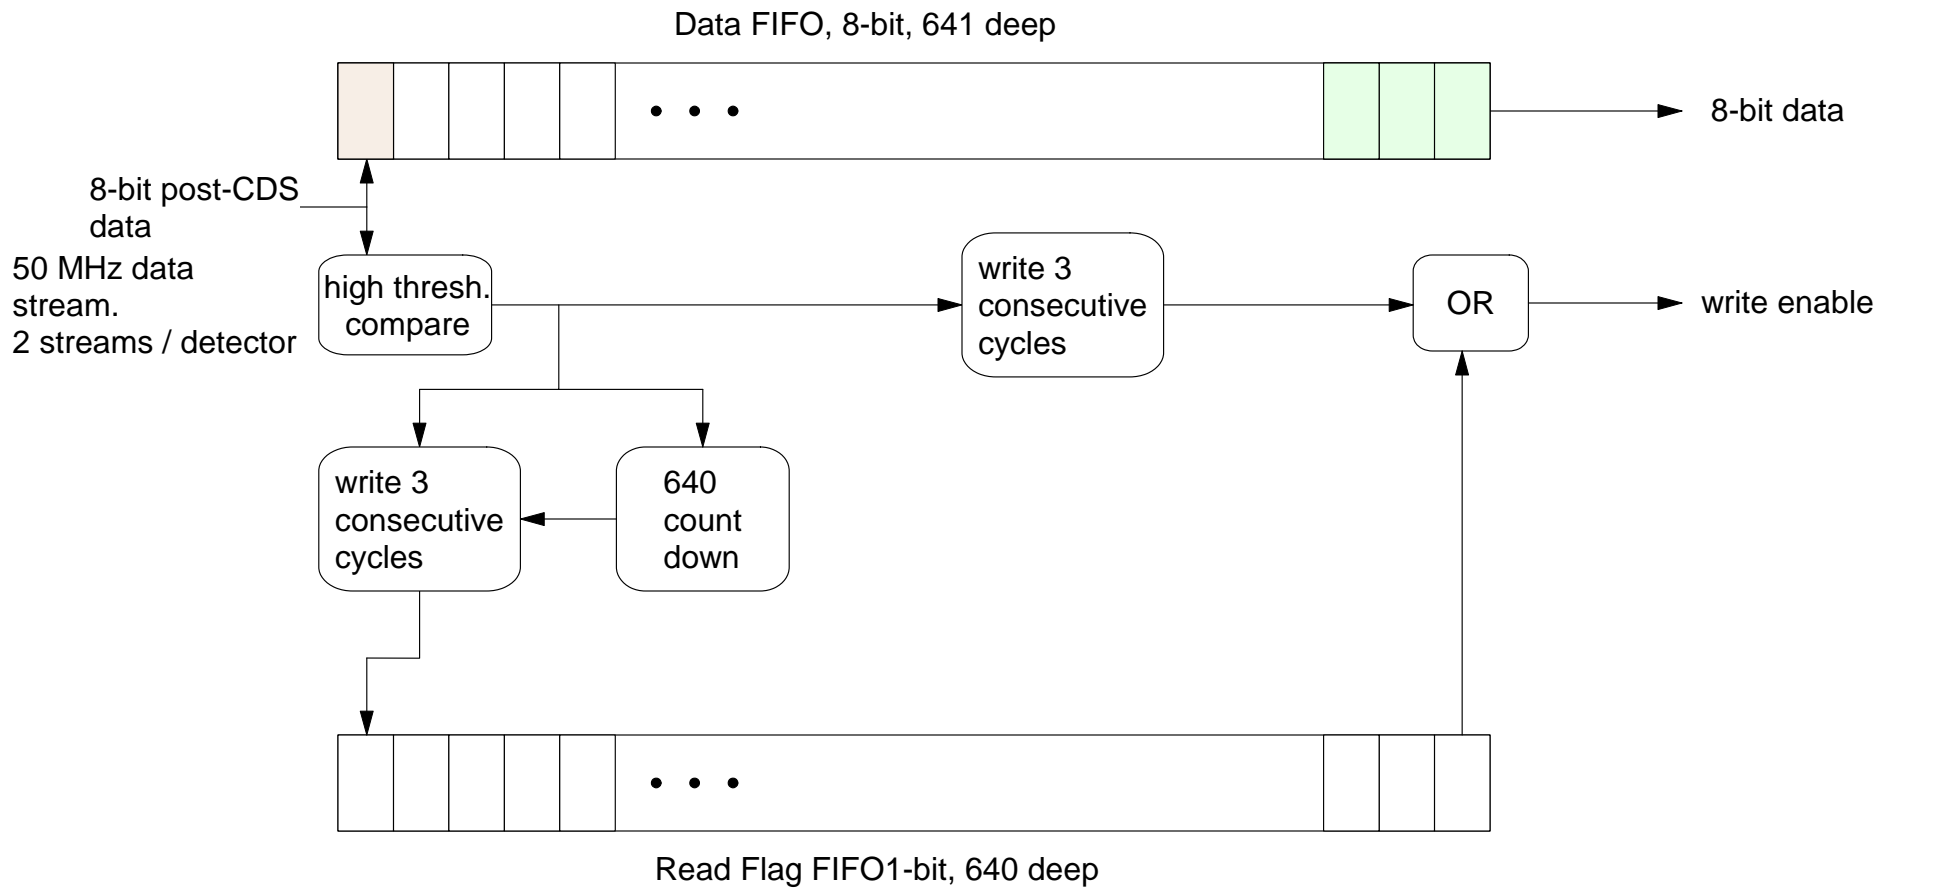 Data FIFO, 8-bit, 641 deep
8-bit data
8-bit post-CDS
data
50 MHz data
stream.
2 streams / detector
high thresh.
compare
write 3
consecutive
cycles
OR
write enable
write 3
consecutive
cycles
640
count
down
Read Flag FIFO1-bit, 640 deep